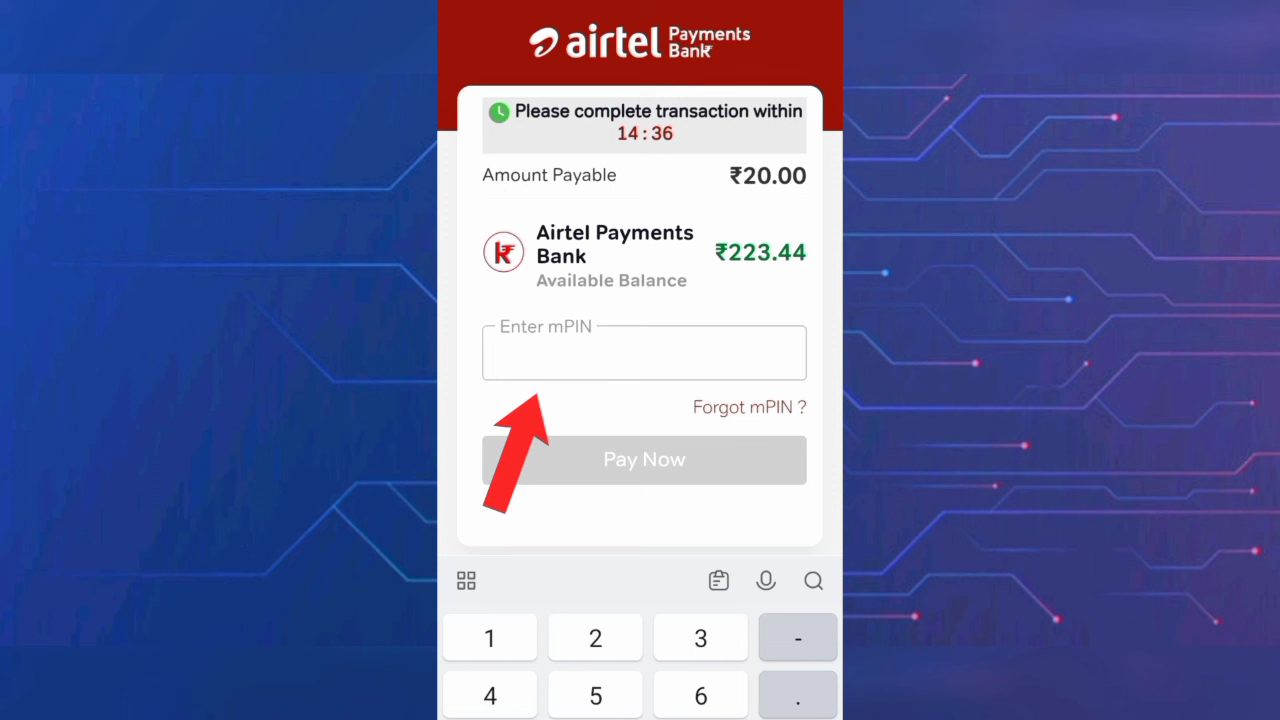 airtel Payments Bank
Please complete transaction within
14 : 36
Amount Payable ₹20.00
Airtel Payments Bank ₹223.44
Available Balance
Enter mPIN
Forgot mPIN ?
Pay Now
1 2 3 -
4 5 6 .